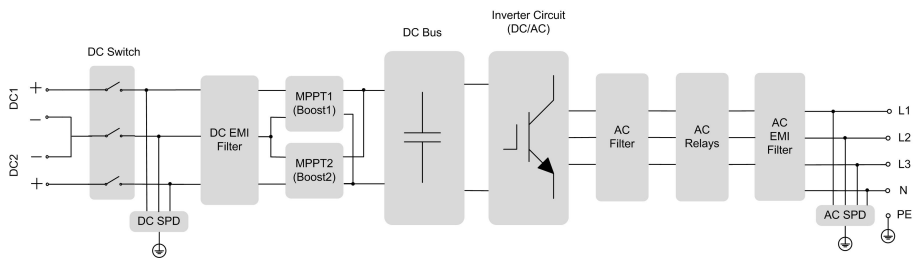 Inverter Circuit
(DC/AC)
DC Bus
DC Switch
DC1
+
−
DC2
−
+
DC EMI
Filter
MPPT1
(Boost1)
MPPT2
(Boost2)
AC
Filter
AC
Relays
AC
EMI
Filter
L1
L2
L3
N
PE
DC SPD
AC SPD